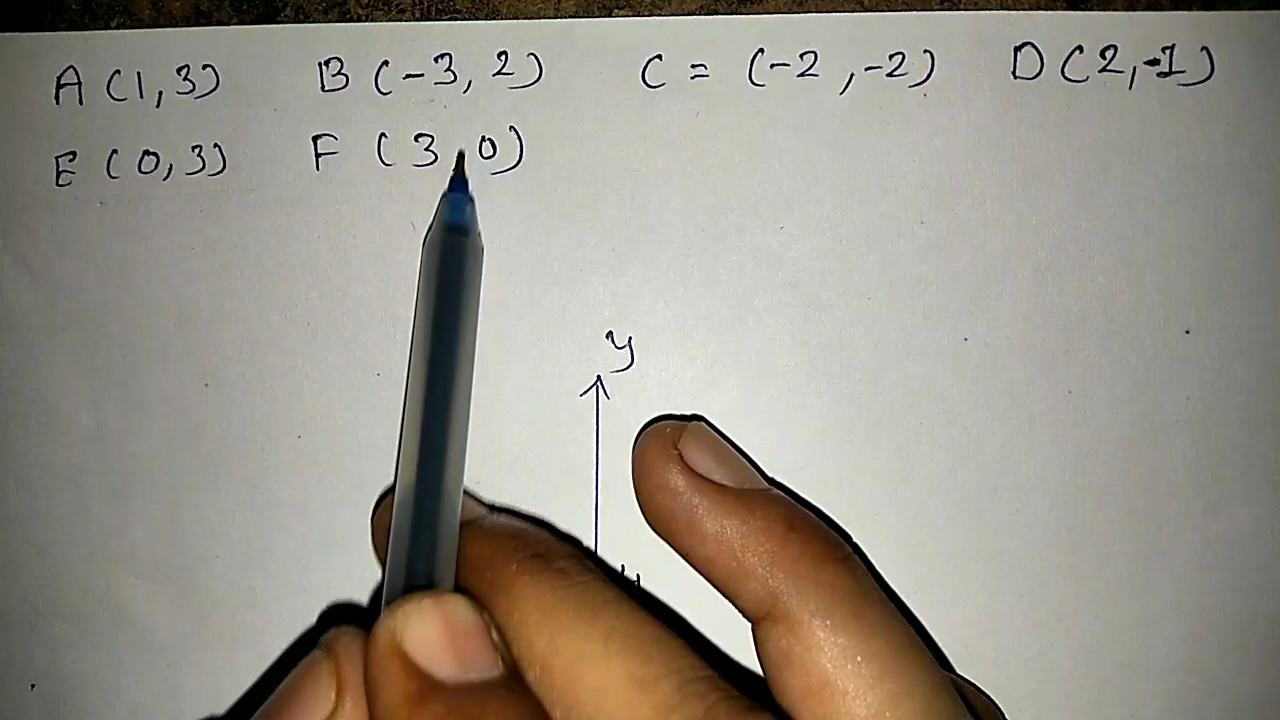 A (1,3) B (-3, 2) C = (-2 ,-2) D (2,-1)
E (0,3) F (3 0)
y